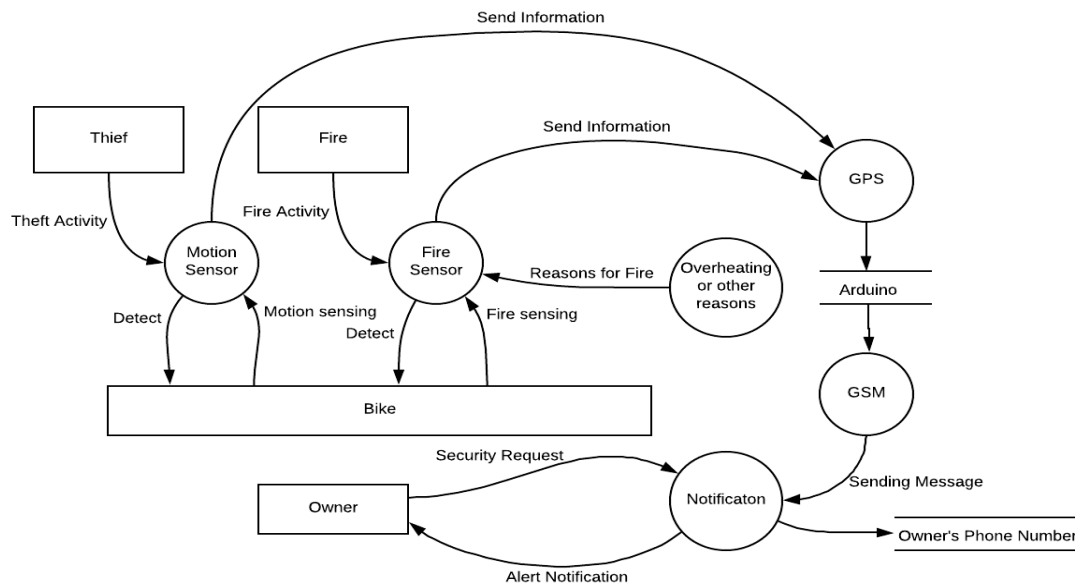 Send Information
Thief
Fire
Send Information
GPS
Theft Activity
Fire Activity
Motion
Sensor
Fire
Sensor
Reasons for Fire
Overheating
or other
reasons
Arduino
Detect
Motion sensing
Detect
Fire sensing
GSM
Bike
Security Request
Sending Message
Owner
Notificaton
Owner's Phone Number
Alert Notification